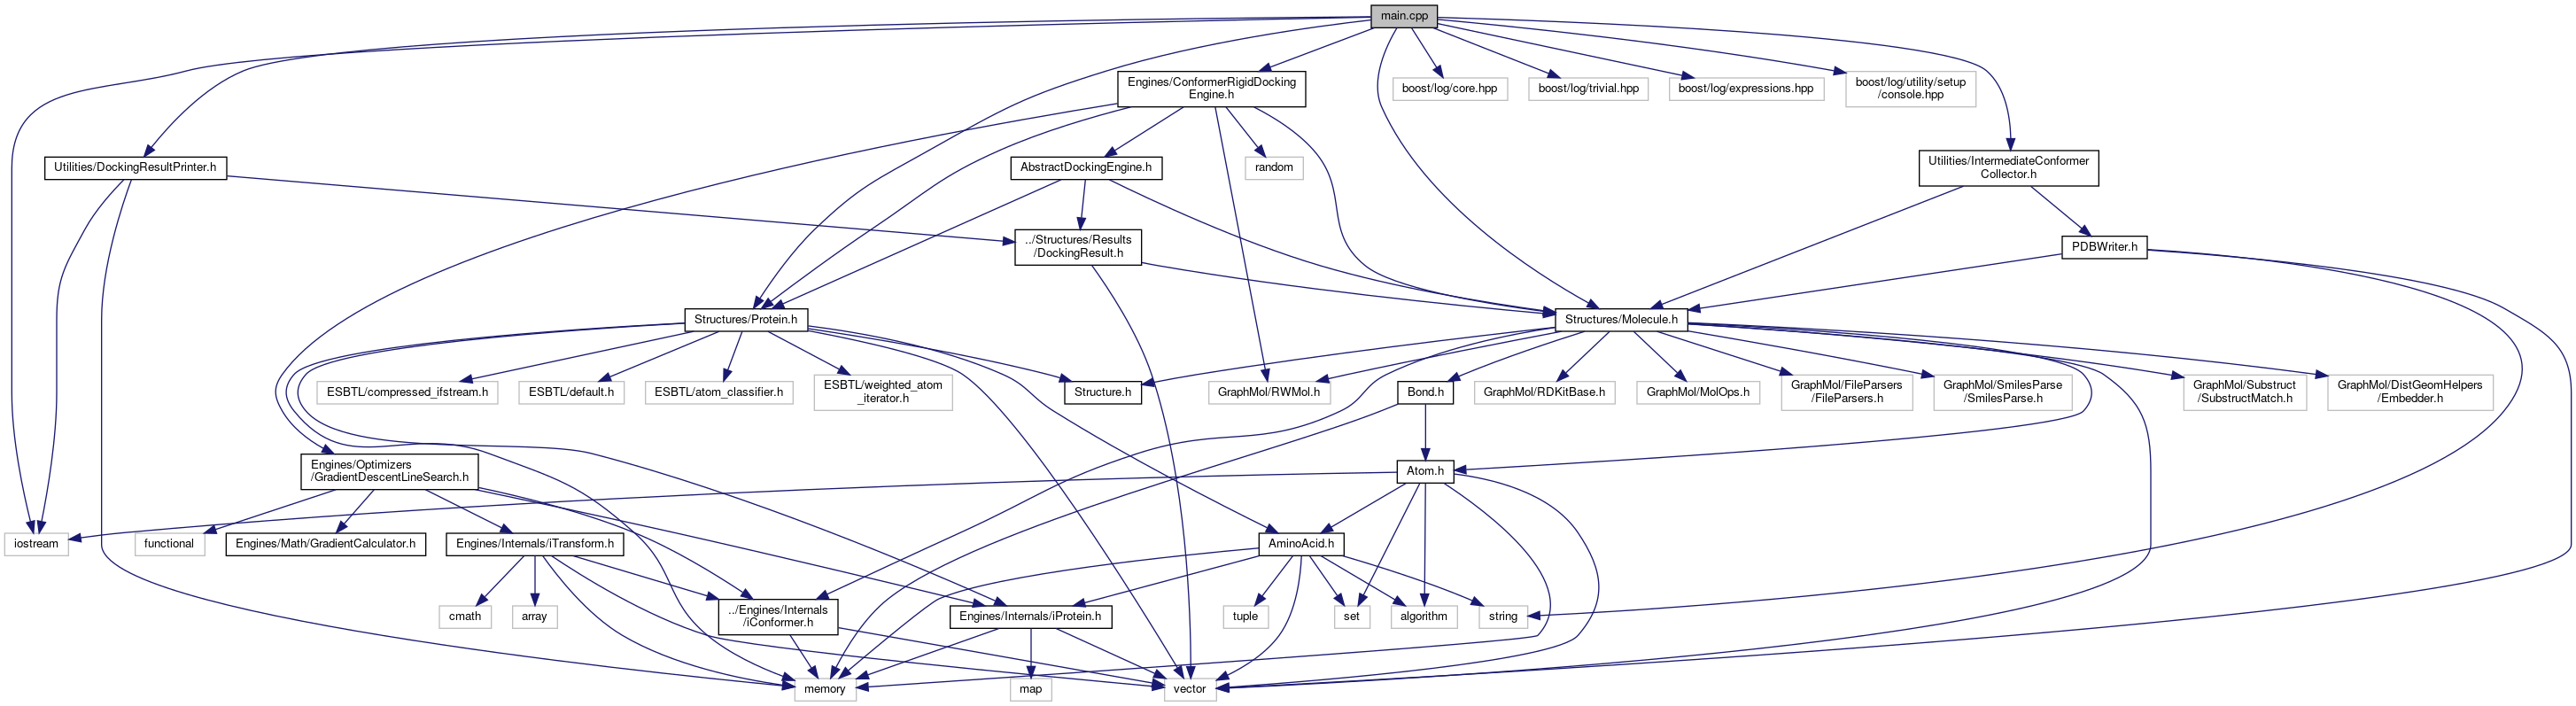 main.cpp
Engines/ConformerRigidDocking
Engine.h
boost/log/core.hpp
boost/log/trivial.hpp
boost/log/expressions.hpp
boost/log/utility/setup
/console.hpp
Utilities/DockingResultPrinter.h
AbstractDockingEngine.h
random
Utilities/IntermediateConformer
Collector.h
../Structures/Results
/DockingResult.h
PDBWriter.h
Structures/Protein.h
Structures/Molecule.h
ESBTL/compressed_ifstream.h
ESBTL/default.h
ESBTL/atom_classifier.h
ESBTL/weighted_atom
_iterator.h
Structure.h
GraphMol/RWMol.h
Bond.h
GraphMol/RDKitBase.h
GraphMol/MolOps.h
GraphMol/FileParsers
/FileParsers.h
GraphMol/SmilesParse
/SmilesParse.h
GraphMol/Substruct
/SubstructMatch.h
GraphMol/DistGeomHelpers
/Embedder.h
Engines/Optimizers
/GradientDescentLineSearch.h
Atom.h
iostream
functional
Engines/Math/GradientCalculator.h
Engines/Internals/iTransform.h
AminoAcid.h
cmath
array
../Engines/Internals
/iConformer.h
Engines/Internals/iProtein.h
tuple
set
algorithm
string
memory
map
vector